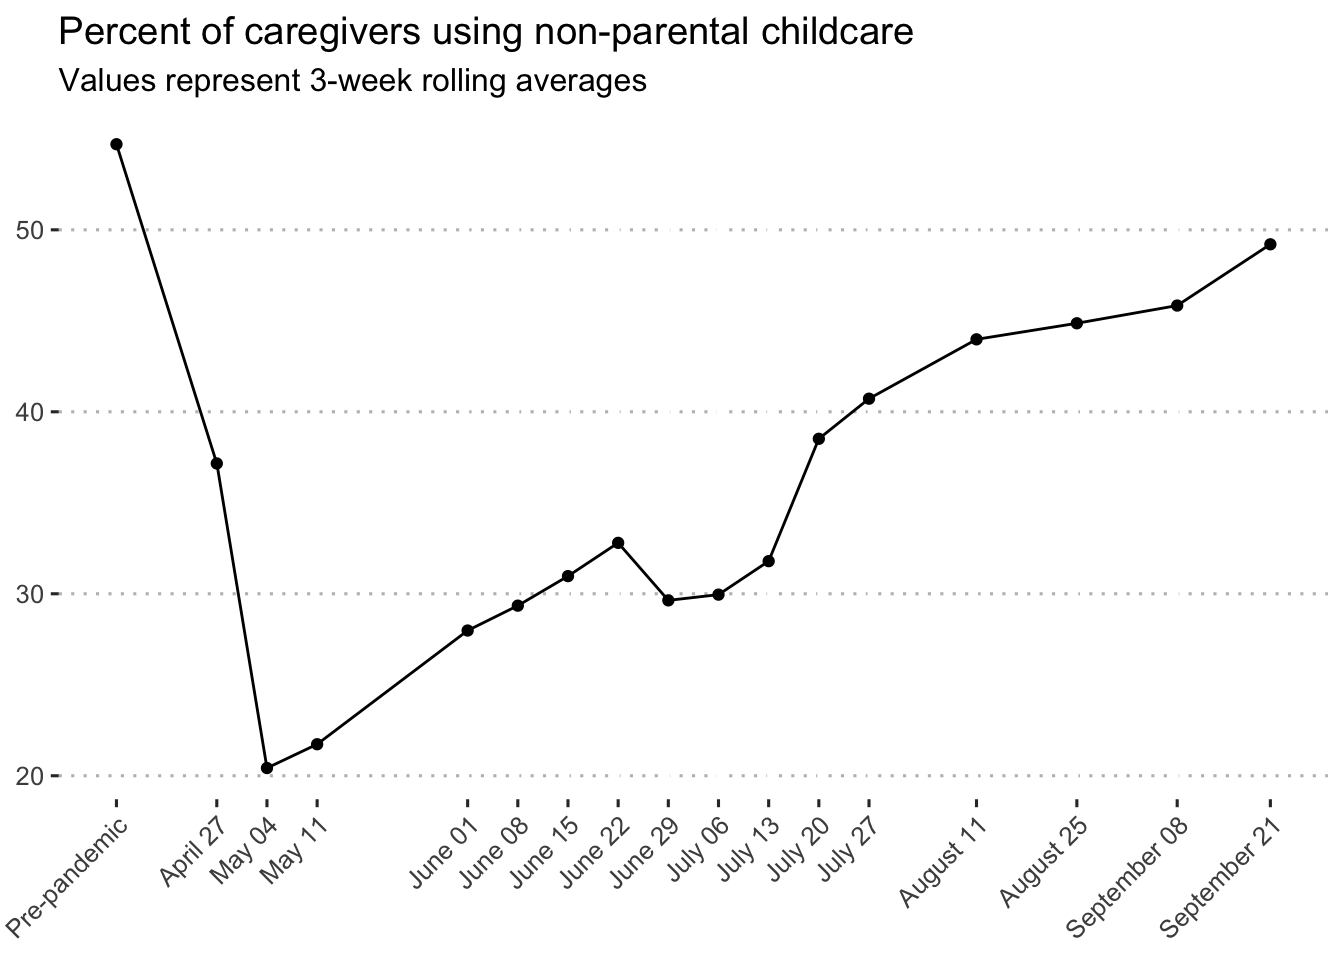 Percent of caregivers using non-parental childcare
Values represent 3-week rolling averages
50
40
30
20
Pre-pandemic
April 27
May 04
May 11
June 01
June 08
June 15
June 22
June 29
July 06
July 13
July 20
July 27
August 11
August 25
September 08
September 21